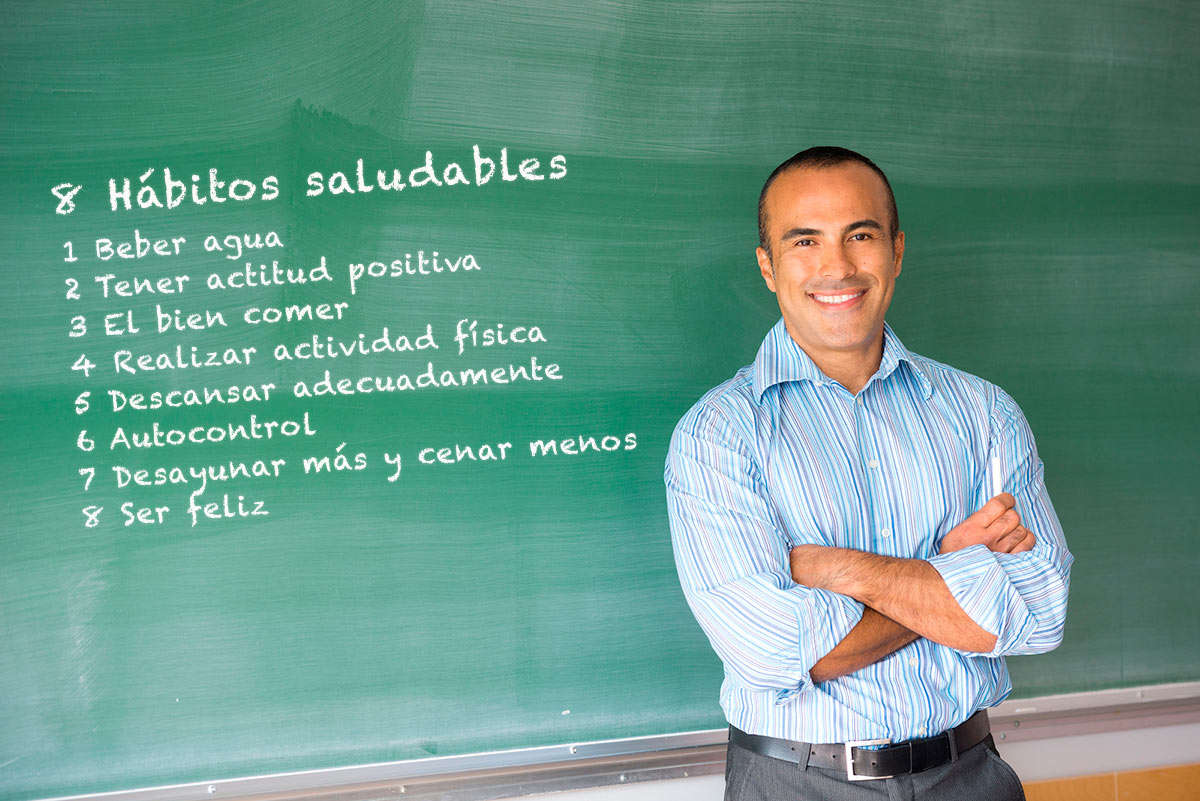 8 Hábitos saludables
1 Beber agua
2 Tener actitud positiva
3 El bien comer
4 Realizar actividad física
5 Descansar adecuadamente
6 Autocontrol
7 Desayunar más y cenar menos
8 Ser feliz